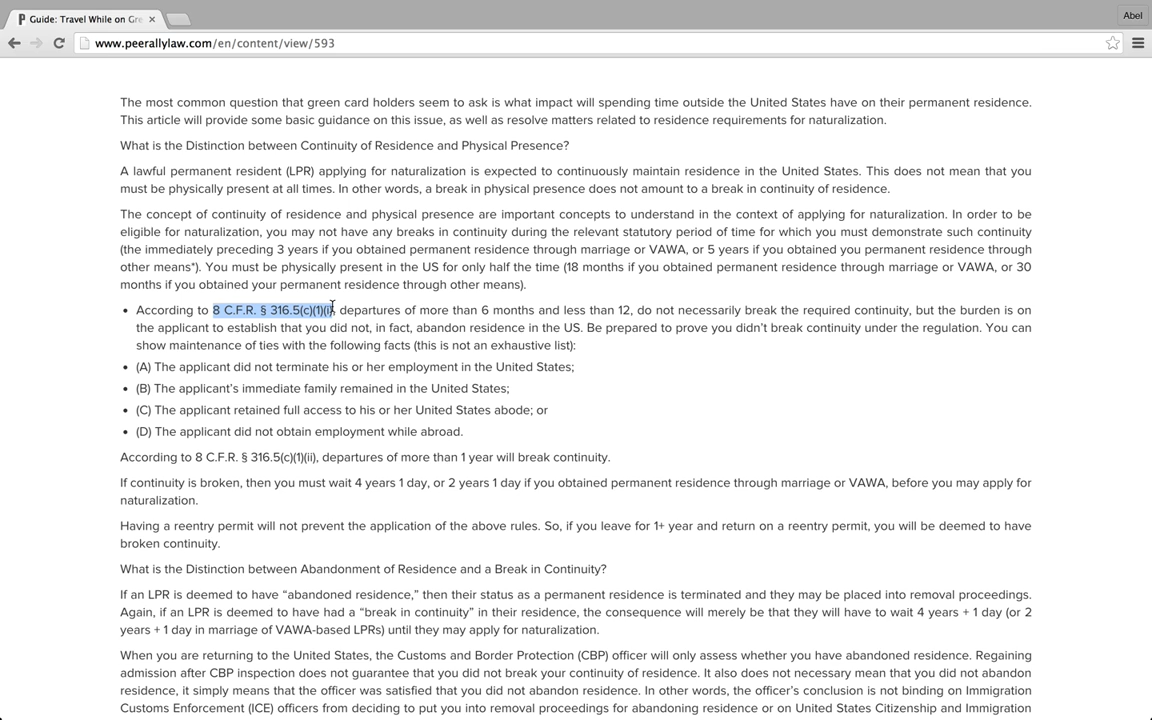 Guide: Travel While on Gre
Abel
www.peerallylaw.com/en/content/view/593
The most common question that green card holders seem to ask is what impact will spending time outside the United States have on their permanent residence.
This article will provide some basic guidance on this issue, as well as resolve matters related to residence requirements for naturalization.
What is the Distinction between Continuity of Residence and Physical Presence?
A lawful permanent resident (LPR) applying for naturalization is expected to continuously maintain residence in the United States. This does not mean that you
must be physically present at all times. In other words, a break in physical presence does not amount to a break in continuity of residence.
The concept of continuity of residence and physical presence are important concepts to understand in the context of applying for naturalization. In order to be
eligible for naturalization, you may not have any breaks in continuity during the relevant statutory period of time for which you must demonstrate such continuity
(the immediately preceding 3 years if you obtained permanent residence through marriage or VAWA, or 5 years if you obtained you permanent residence through
other means*). You must be physically present in the US for only half the time (18 months if you obtained permanent residence through marriage or VAWA, or 30
months if you obtained your permanent residence through other means).
• According to 8 C.F.R. § 316.5(c)(1)(i), departures of more than 6 months and less than 12, do not necessarily break the required continuity, but the burden is on
the applicant to establish that you did not, in fact, abandon residence in the US. Be prepared to prove you didn't break continuity under the regulation. You can
show maintenance of ties with the following facts (this is not an exhaustive list):
• (A) The applicant did not terminate his or her employment in the United States;
• (B) The applicant's immediate family remained in the United States;
• (C) The applicant retained full access to his or her United States abode; or
• (D) The applicant did not obtain employment while abroad.
According to 8 C.F.R. § 316.5(c)(1)(ii), departures of more than 1 year will break continuity.
If continuity is broken, then you must wait 4 years 1 day, or 2 years 1 day if you obtained permanent residence through marriage or VAWA, before you may apply for
naturalization.
Having a reentry permit will not prevent the application of the above rules. So, if you leave for 1+ year and return on a reentry permit, you will be deemed to have
broken continuity.
What is the Distinction between Abandonment of Residence and a Break in Continuity?
If an LPR is deemed to have “abandoned residence,” then their status as a permanent residence is terminated and they may be placed into removal proceedings.
Again, if an LPR is deemed to have had a “break in continuity” in their residence, the consequence will merely be that they will have to wait 4 years + 1 day (or 2
years + 1 day in marriage of VAWA-based LPRs) until they may apply for naturalization.
When you are returning to the United States, the Customs and Border Protection (CBP) officer will only assess whether you have abandoned residence. Regaining
admission after CBP inspection does not guarantee that you did not break your continuity of residence. It also does not necessary mean that you did not abandon
residence, it simply means that the officer was satisfied that you did not abandon residence. In other words, the officer's conclusion is not binding on Immigration
Customs Enforcement (ICE) officers from deciding to put you into removal proceedings for abandoning residence or on United States Citizenship and Immigration